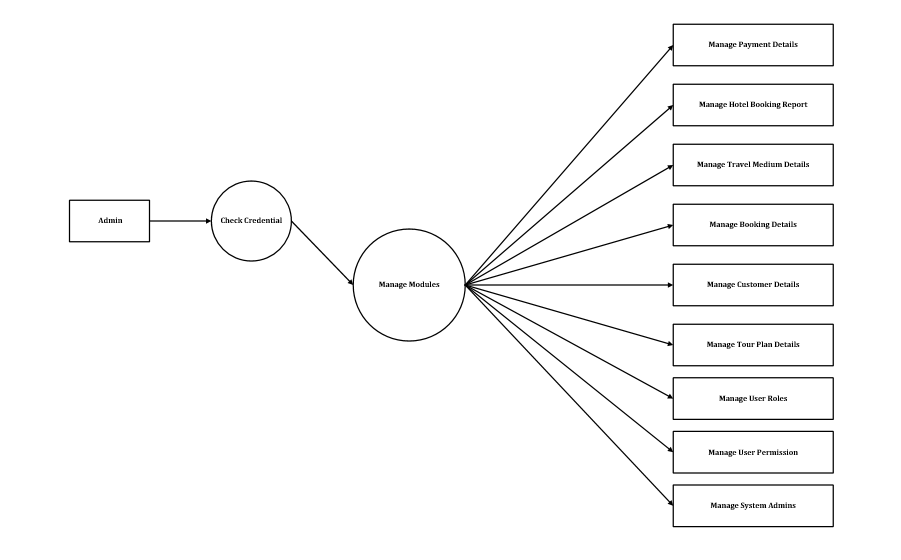 Admin
Check Credential
Manage Modules
Manage Payment Details
Manage Hotel Booking Report
Manage Travel Medium Details
Manage Booking Details
Manage Customer Details
Manage Tour Plan Details
Manage User Roles
Manage User Permission
Manage System Admins